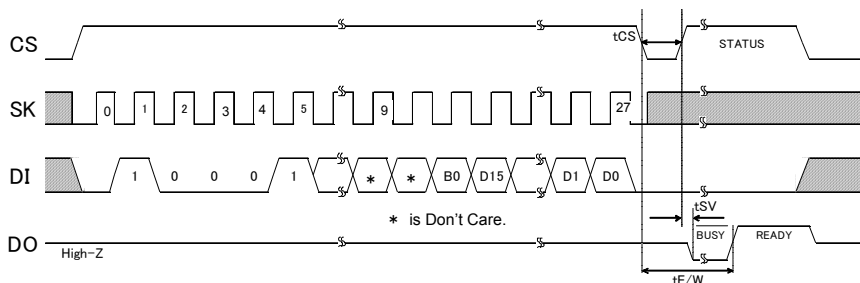 CS tCS STATUS
SK 0 1 2 3 4 5 9 27
DI 1 0 0 0 1 * * B0 D15 D1 D0
* is Don't Care.
tSV
DO High-Z BUSY READY
tE/W